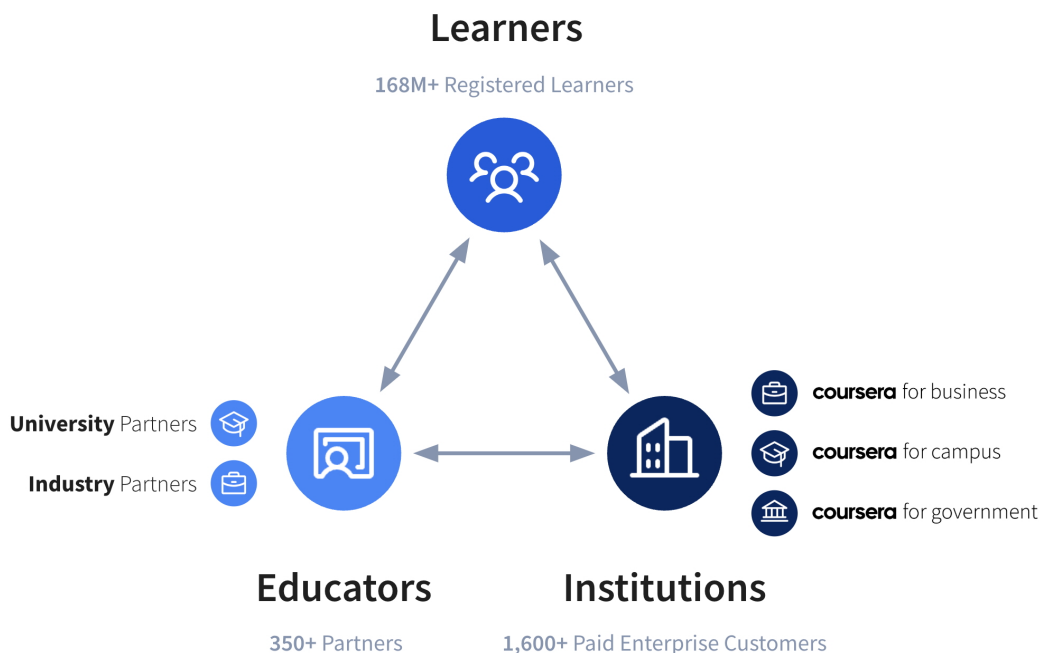 Learners
168M+ Registered Learners
University Partners
Industry Partners
coursera for business
coursera for campus
coursera for government
Educators
350+ Partners
Institutions
1,600+ Paid Enterprise Customers